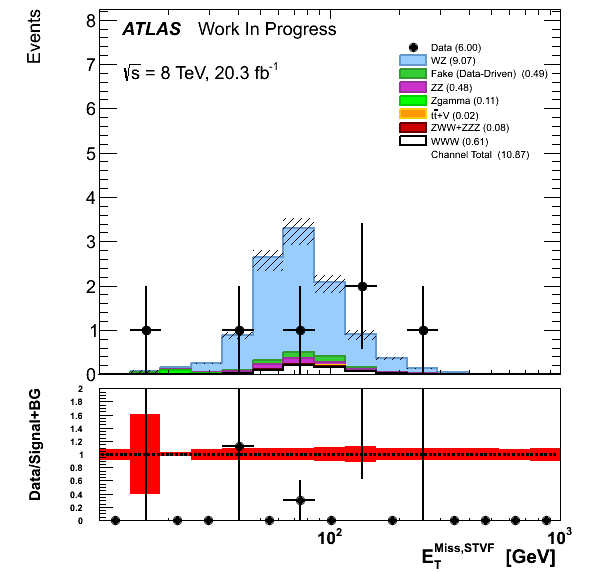 Events
8
7
6
5
4
3
2
1
0
ATLAS Work In Progress
√s = 8 TeV, 20.3 fb⁻¹
Data (6.00)
WZ (9.07)
Fake (Data-Driven) (0.49)
ZZ (0.48)
Zgamma (0.11)
tt̄+V (0.02)
ZWW+ZZZ (0.08)
WWW (0.61)
Channel Total (10.87)
Data/Signal+BG
2
1.8
1.6
1.4
1.2
1
0.8
0.6
0.4
0.2
0
10² 10³
E_T^Miss,STVF [GeV]